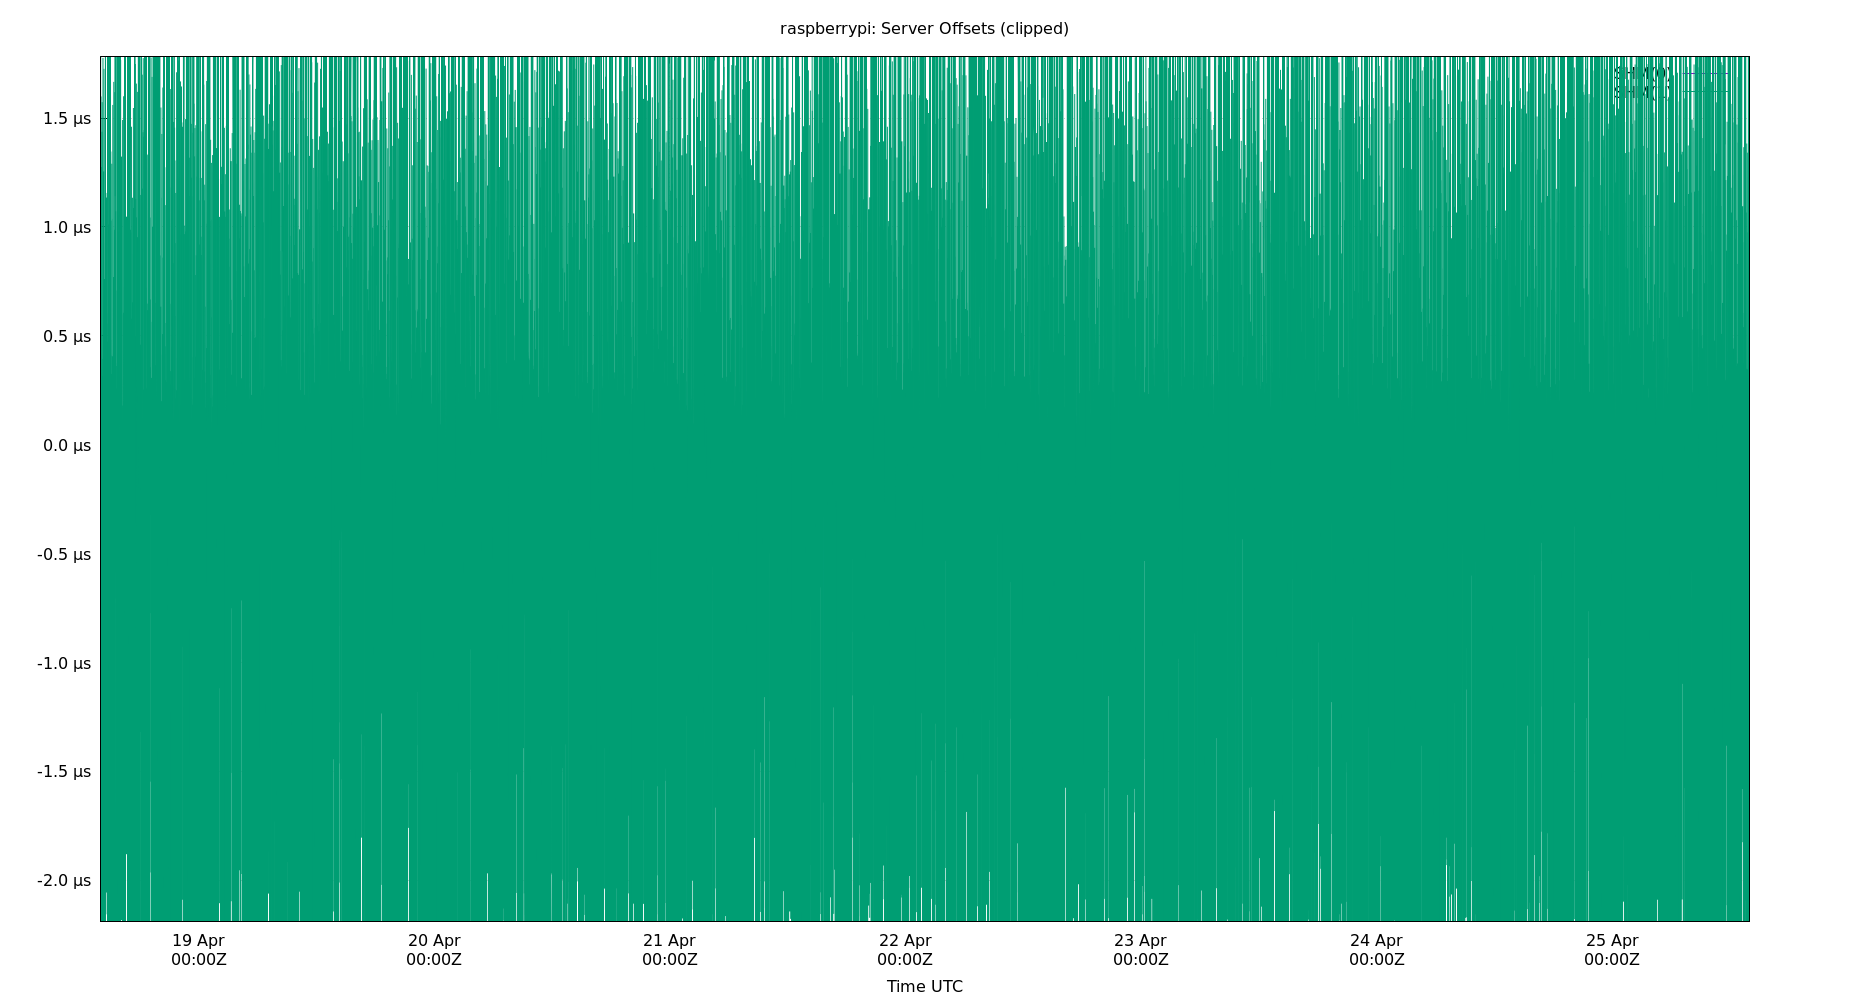 raspberrypi: Server Offsets (clipped)
SHM(0)
1.5 µs
1.0 µs
0.5 µs
0.0 µs
-0.5 µs
-1.0 µs
-1.5 µs
-2.0 µs
19 Apr 20 Apr 21 Apr 22 Apr 23 Apr 24 Apr 25 Apr
00:00Z 00:00Z 00:00Z 00:00Z 00:00Z 00:00Z 00:00Z
Time UTC